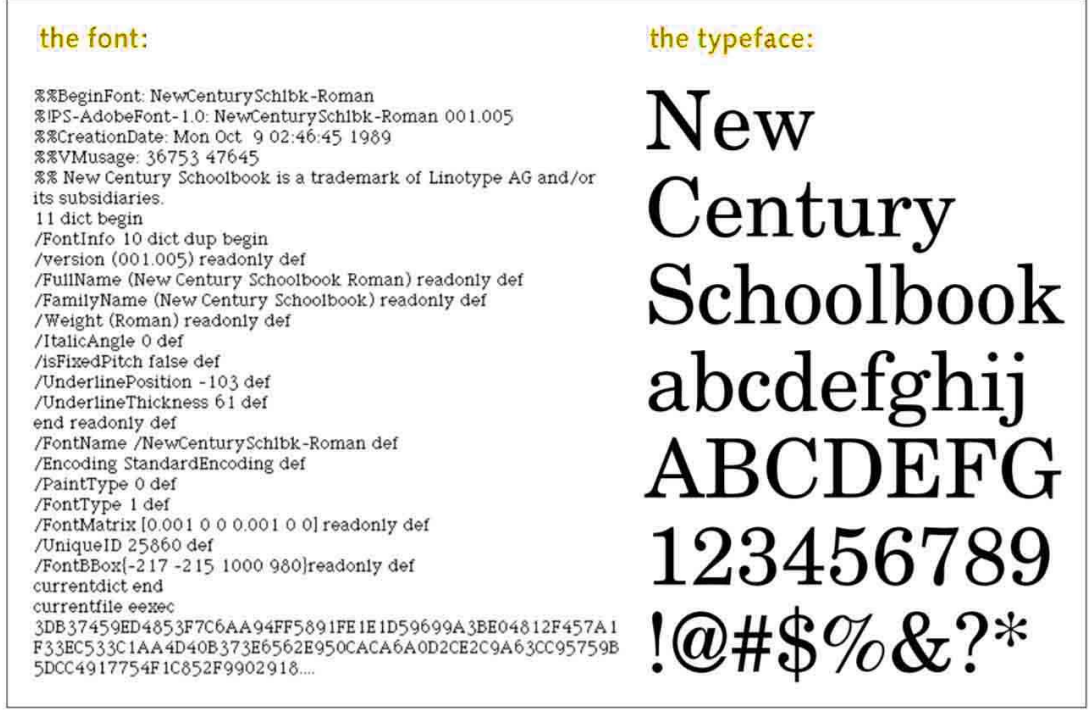 the font:
%%BeginFont: NewCenturySchlbk-Roman
%!PS-AdobeFont-1.0: NewCenturySchlbk-Roman 001.005
%%CreationDate: Mon Oct  9 02:46:45 1989
%%VMusage: 36753 47645
%% New Century Schoolbook is a trademark of Linotype AG and/or
its subsidiaries.
11 dict begin
/FontInfo 10 dict dup begin
/version (001.005) readonly def
/FullName (New Century Schoolbook Roman) readonly def
/FamilyName (New Century Schoolbook) readonly def
/Weight (Roman) readonly def
/ItalicAngle 0 def
/isFixedPitch false def
/UnderlinePosition -103 def
/UnderlineThickness 61 def
end readonly def
/FontName /NewCenturySchlbk-Roman def
/Encoding StandardEncoding def
/PaintType 0 def
/FontType 1 def
/FontMatrix [0.001 0 0 0.001 0 0] readonly def
/UniqueID 25860 def
/FontBBox{-217 -215 1000 980}readonly def
currentdict end
currentfile eexec
3DB37459ED4853F7C6AA94FF5891FE1E1D59699A3BE04812F457A1
F33EC533C1AA4D40B373E6562E950CACA6A0D2CE2C9A63CC95759B
5DCC4917754F1C852F9902918....
the typeface:
New
Century
Schoolbook
abcdefghij
ABCDEFG
123456789
!@#$%&?*